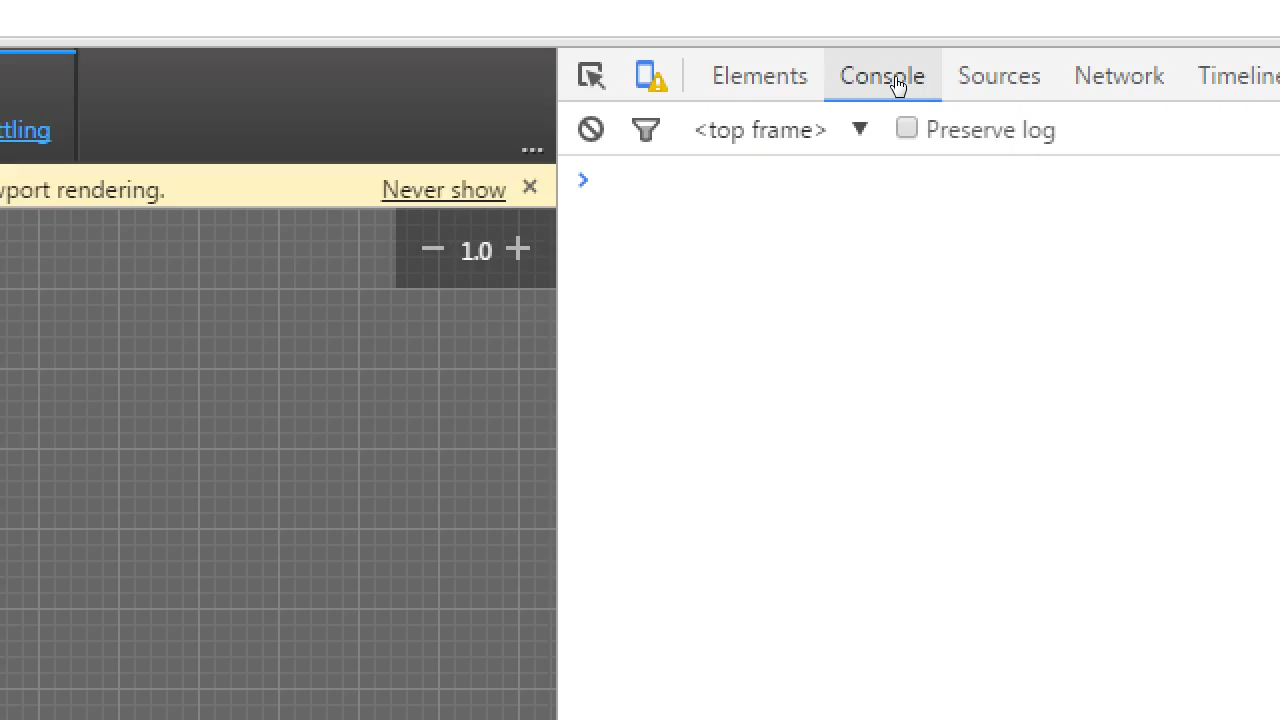 Elements Console Sources Network Timeline
ttling
...
<top frame> ▼ Preserve log
wport rendering. Never show ×
− 1.0 +